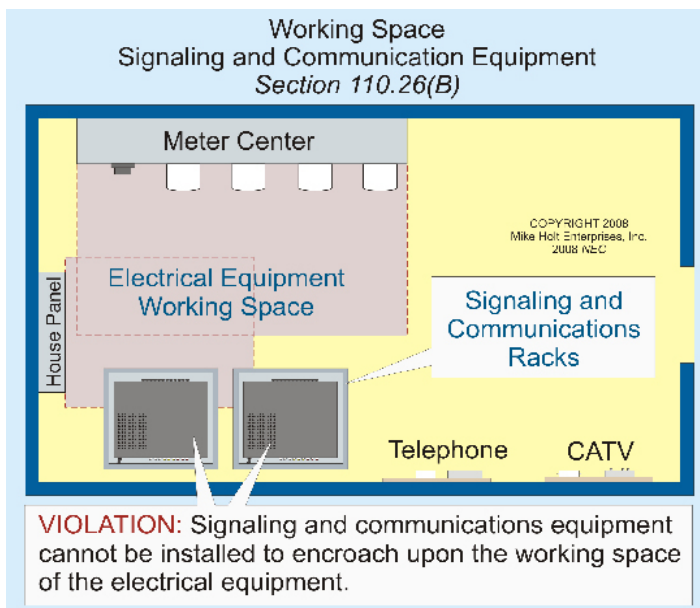 Working Space
Signaling and Communication Equipment
Section 110.26(B)
Meter Center
COPYRIGHT 2008
Mike Holt Enterprises, Inc.
2008 NEC
Electrical Equipment
Working Space
House Panel
Signaling and
Communications
Racks
Telephone
CATV
VIOLATION: Signaling and communications equipment
cannot be installed to encroach upon the working space
of the electrical equipment.